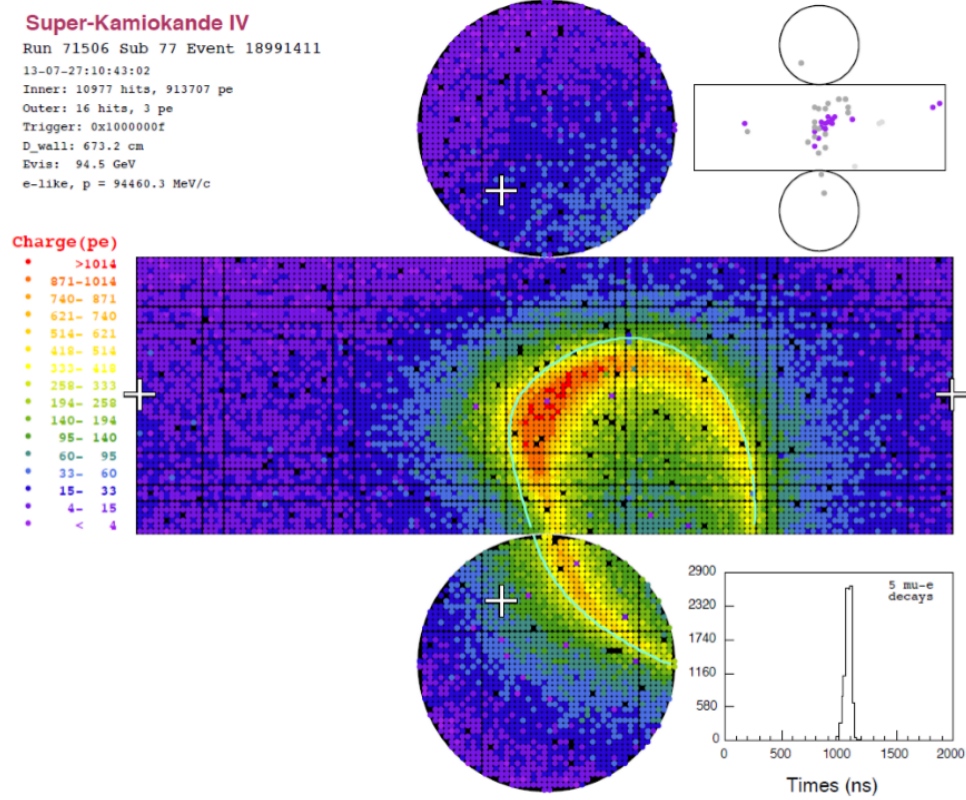 Super-Kamiokande IV
Run 71506 Sub 77 Event 18991411
13-07-27:10:43:02
Inner: 10977 hits, 913707 pe
Outer: 16 hits, 3 pe
Trigger: 0x1000000f
D_wall: 673.2 cm
Evis: 94.5 GeV
e-like, p = 94460.3 MeV/c
Charge(pe)
>1014
871-1014
740- 871
621- 740
514- 621
418- 514
333- 418
258- 333
194- 258
140- 194
95- 140
60- 95
33- 60
15- 33
4- 15
< 4
5 mu-e
decays
2900
2320
1740
1160
580
0
0 500 1000 1500 2000
Times (ns)